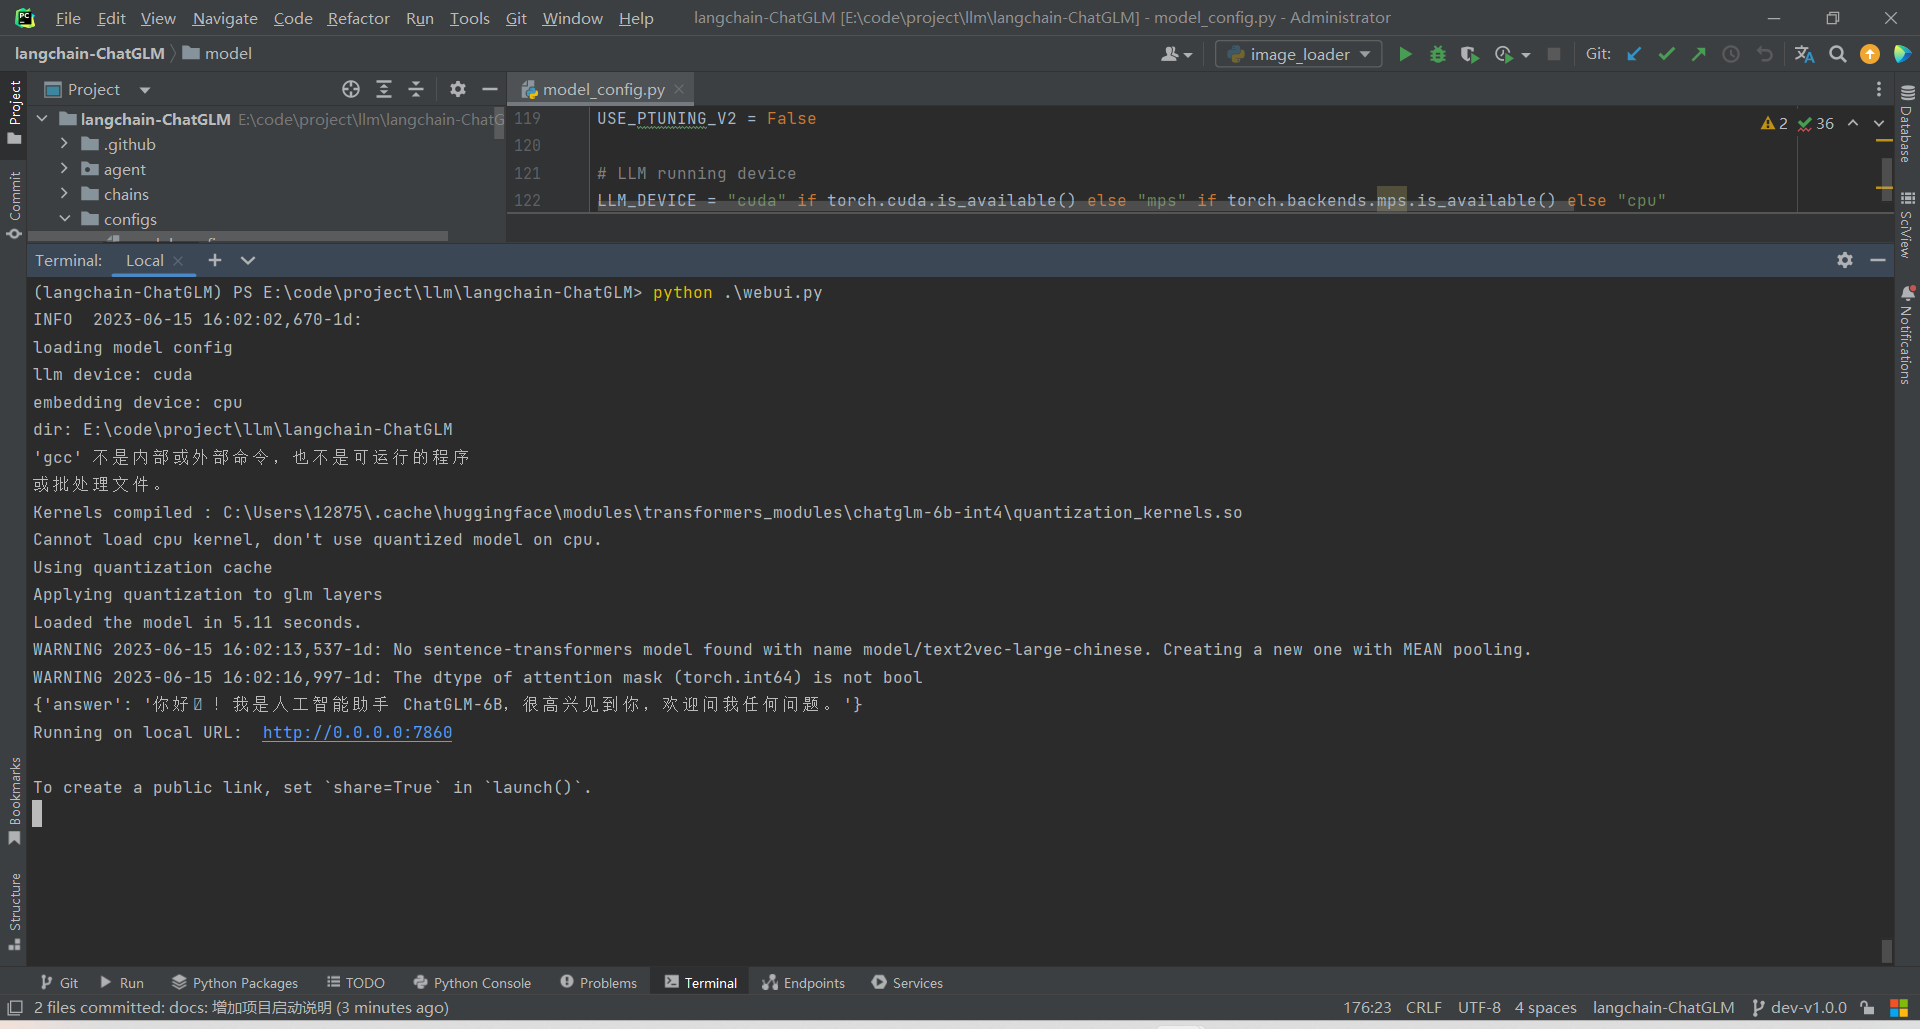 File Edit View Navigate Code Refactor Run Tools Git Window Help langchain-ChatGLM [E:\code\project\llm\langchain-ChatGLM] - model_config.py - Administrator
langchain-ChatGLM model image_loader Git:
Project model_config.py
langchain-ChatGLM E:\code\project\llm\langchain-ChatG
.github
agent
chains
configs
119 USE_PTUNING_V2 = False
120
121 # LLM running device
122 LLM_DEVICE = "cuda" if torch.cuda.is_available() else "mps" if torch.backends.mps.is_available() else "cpu"
2 36
Project
Commit
Bookmarks
Structure
Database
SciView
Notifications
Terminal: Local
(langchain-ChatGLM) PS E:\code\project\llm\langchain-ChatGLM> python .\webui.py
INFO  2023-06-15 16:02:02,670-1d:
loading model config
llm device: cuda
embedding device: cpu
dir: E:\code\project\llm\langchain-ChatGLM
'gcc' 不是内部或外部命令，也不是可运行的程序
或批处理文件。
Kernels compiled : C:\Users\12875\.cache\huggingface\modules\transformers_modules\chatglm-6b-int4\quantization_kernels.so
Cannot load cpu kernel, don't use quantized model on cpu.
Using quantization cache
Applying quantization to glm layers
Loaded the model in 5.11 seconds.
WARNING 2023-06-15 16:02:13,537-1d: No sentence-transformers model found with name model/text2vec-large-chinese. Creating a new one with MEAN pooling.
WARNING 2023-06-15 16:02:16,997-1d: The dtype of attention mask (torch.int64) is not bool
{'answer': '你好！我是人工智能助手 ChatGLM-6B，很高兴见到你，欢迎问我任何问题。'}
Running on local URL:  http://0.0.0.0:7860
To create a public link, set `share=True` in `launch()`.
Git Run Python Packages TODO Python Console Problems Terminal Endpoints Services
2 files committed: docs: 增加项目启动说明 (3 minutes ago) 176:23 CRLF UTF-8 4 spaces langchain-ChatGLM dev-v1.0.0